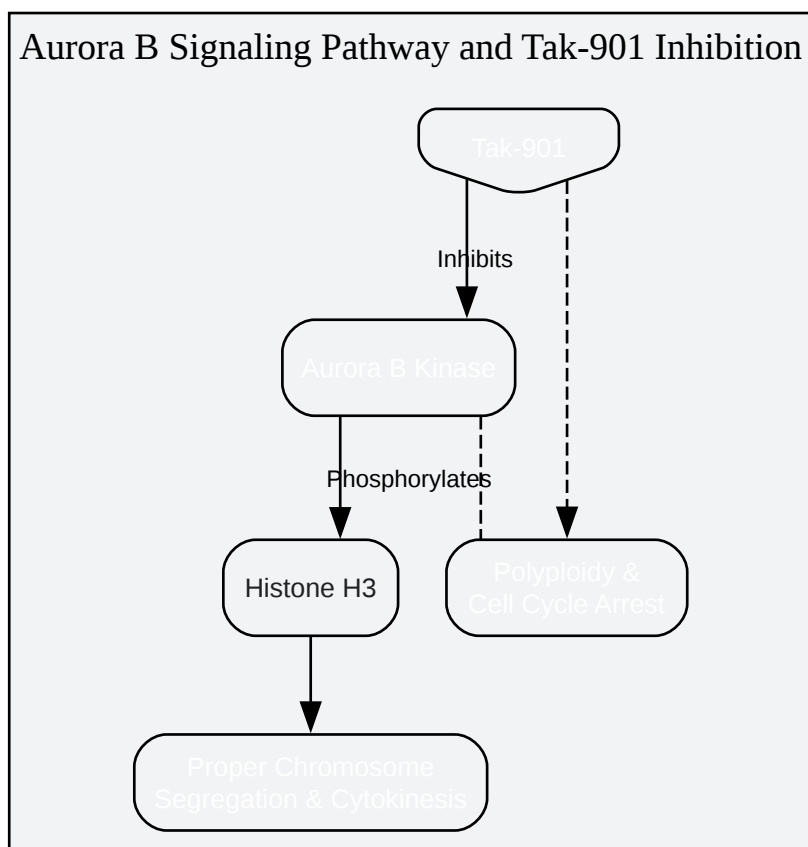 Aurora B Signaling Pathway and Tak-901 Inhibition
Tak-901
Inhibits
Aurora B Kinase
Phosphorylates
Histone H3
Polyploidy &
Cell Cycle Arrest
Proper Chromosome
Segregation & Cytokinesis